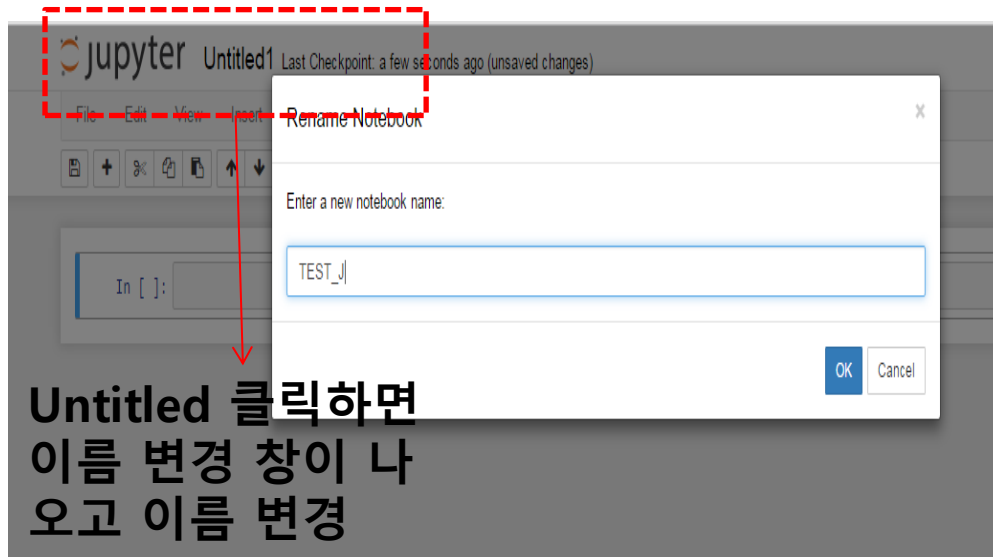 jupyter Untitled1 Last Checkpoint: a few seconds ago (unsaved changes)
File Edit View Insert
Rename Notebook x
Enter a new notebook name:
TEST_J
In [ ]:
OK Cancel
Untitled 클릭하면
이름 변경 창이 나
오고 이름 변경